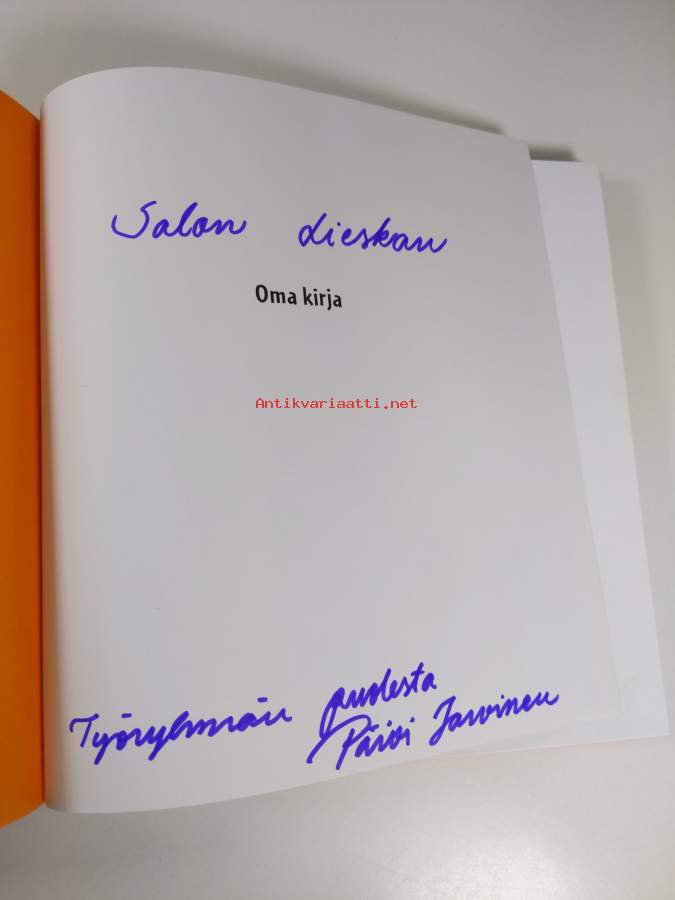 Salon Lieskan
Oma kirja
Antikvariaatti.net
Työryhmän puolesta
Päivi Jarvinen